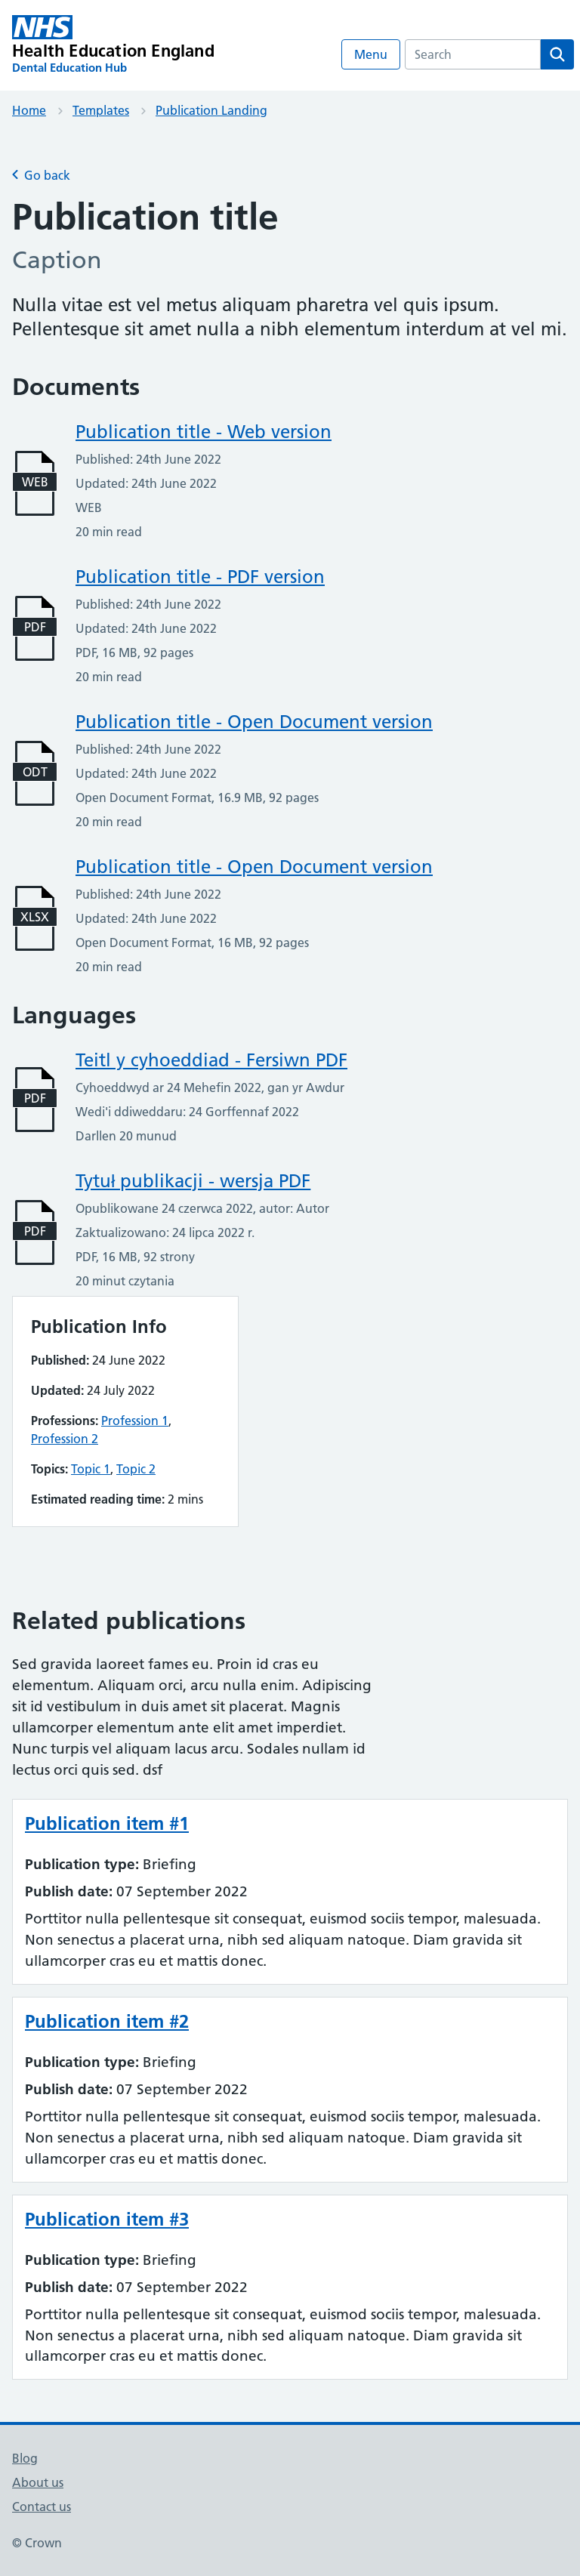 NHS
Health Education England
Dental Education Hub
Menu
Search
Home
Templates
Publication Landing
Go back
Publication title
Caption
Nulla vitae est vel metus aliquam pharetra vel quis ipsum.
Pellentesque sit amet nulla a nibh elementum interdum at vel mi.
Documents
Publication title - Web version
Published: 24th June 2022
WEB
Updated: 24th June 2022
WEB
20 min read
Publication title - PDF version
Published: 24th June 2022
PDF
Updated: 24th June 2022
PDF, 16 MB, 92 pages
20 min read
Publication title - Open Document version
Published: 24th June 2022
ODT
Updated: 24th June 2022
Open Document Format, 16.9 MB, 92 pages
20 min read
Publication title - Open Document version
Published: 24th June 2022
XLSX
Updated: 24th June 2022
Open Document Format, 16 MB, 92 pages
20 min read
Languages
Teitl y cyhoeddiad - Fersiwn PDF
Cyhoeddwyd ar 24 Mehefin 2022, gan yr Awdur
PDF
Wedi'i ddiweddaru: 24 Gorffennaf 2022
Darllen 20 munud
Tytuł publikacji - wersja PDF
Opublikowane 24 czerwca 2022, autor: Autor
PDF
Zaktualizowano: 24 lipca 2022 r.
PDF, 16 MB, 92 strony
20 minut czytania
Publication Info
Published: 24 June 2022
Updated: 24 July 2022
Professions: Profession 1,
Profession 2
Topics: Topic 1, Topic 2
Estimated reading time: 2 mins
Related publications
Sed gravida laoreet fames eu. Proin id cras eu
elementum. Aliquam orci, arcu nulla enim. Adipiscing
sit id vestibulum in duis amet sit placerat. Magnis
ullamcorper elementum ante elit amet imperdiet.
Nunc turpis vel aliquam lacus arcu. Sodales nullam id
lectus orci quis sed. dsf
Publication item #1
Publication type: Briefing
Publish date: 07 September 2022
Porttitor nulla pellentesque sit consequat, euismod sociis tempor, malesuada.
Non senectus a placerat urna, nibh sed aliquam natoque. Diam gravida sit
ullamcorper cras eu et mattis donec.
Publication item #2
Publication type: Briefing
Publish date: 07 September 2022
Porttitor nulla pellentesque sit consequat, euismod sociis tempor, malesuada.
Non senectus a placerat urna, nibh sed aliquam natoque. Diam gravida sit
ullamcorper cras eu et mattis donec.
Publication item #3
Publication type: Briefing
Publish date: 07 September 2022
Porttitor nulla pellentesque sit consequat, euismod sociis tempor, malesuada.
Non senectus a placerat urna, nibh sed aliquam natoque. Diam gravida sit
ullamcorper cras eu et mattis donec.
Blog
About us
Contact us
© Crown